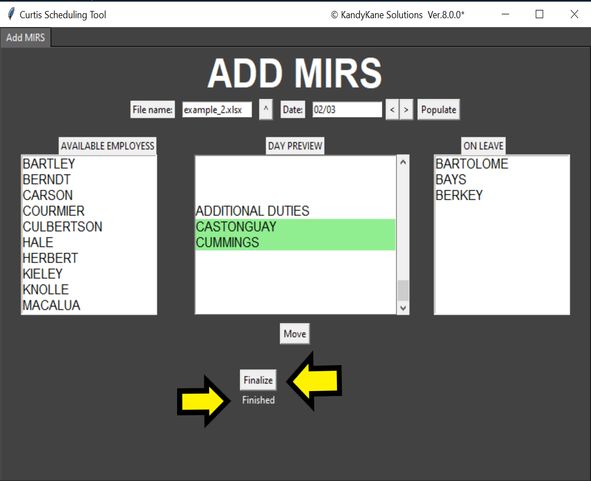 Curtis Scheduling Tool
© KandyKane Solutions Ver.8.0.0*
Add MIRS
ADD MIRS
File name: example_2.xlsx ^ Date: 02/03 < > Populate
AVAILABLE EMPLOYESS
BARTLEY
BERNDT
CARSON
COURMIER
CULBERTSON
HALE
HERBERT
KIELEY
KNOLLE
MACALUA
DAY PREVIEW
ADDITIONAL DUTIES
CASTONGUAY
CUMMINGS
ON LEAVE
BARTOLOME
BAYS
BERKEY
Move
Finalize
Finished